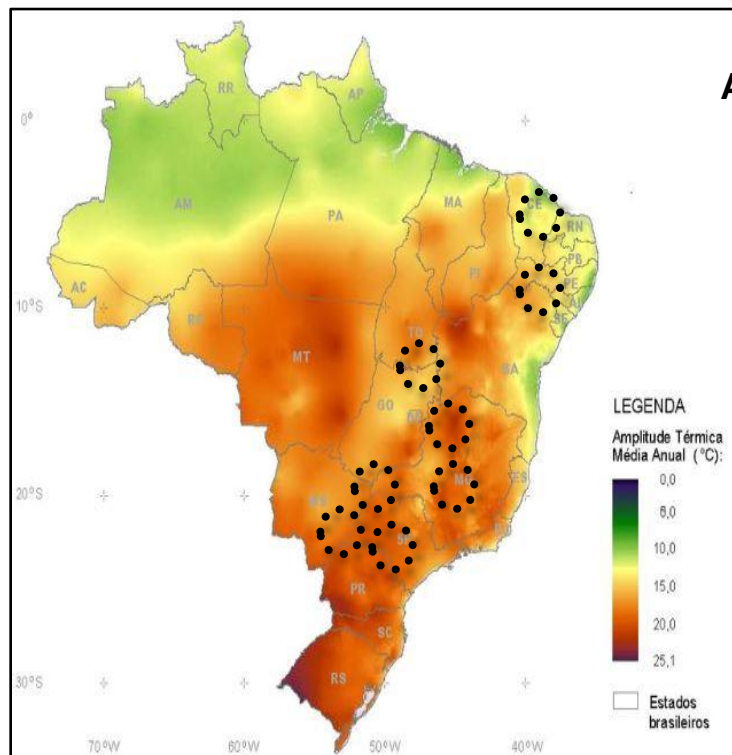 A
RR
AP
0°
AM
PA
MA
CE
RN
PB
PE
AL
SE
PI
AC
RO
10°S
MT
TO
BA
GO
DF
LEGENDA
Amplitude Térmica
Média Anual (°C):
0,0
6,0
10,0
15,0
20,0
25,1
Estados
brasileiros
MG
ES
MS
20°S
SP
RJ
PR
SC
30°S
RS
70°W
60°W
50°W
40°W